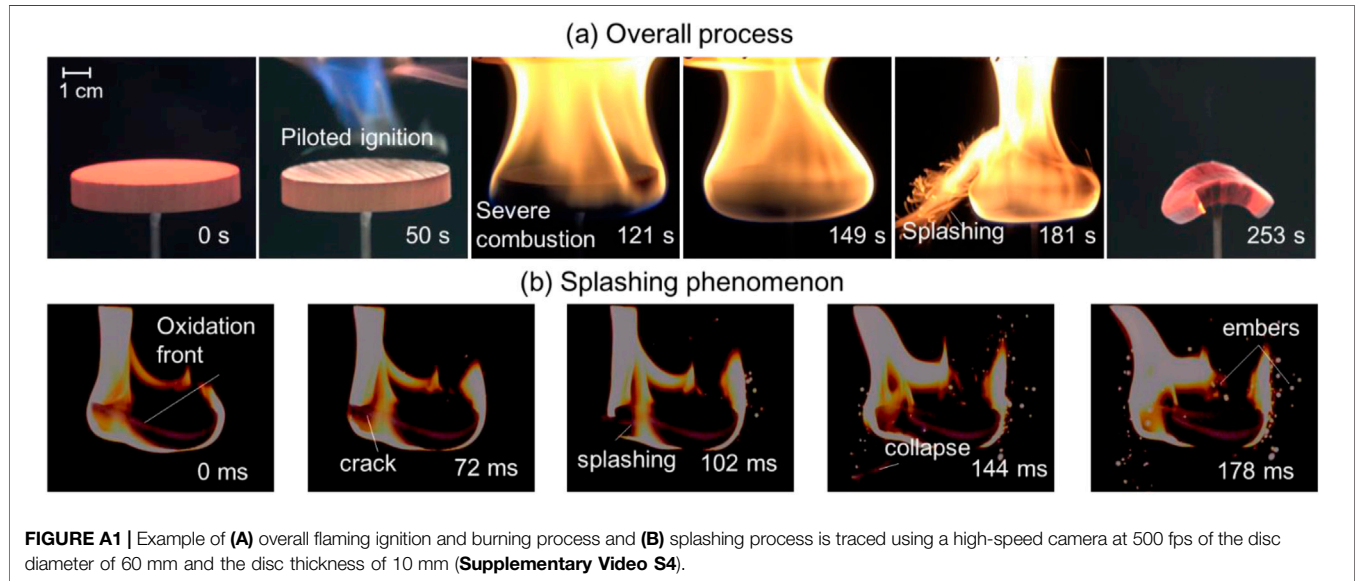 (a) Overall process
1 cm
0 s
Piloted ignition
50 s
Severe
combustion
121 s
149 s
Splashing
181 s
253 s
(b) Splashing phenomenon
Oxidation
front
0 ms
crack
72 ms
splashing
102 ms
collapse
144 ms
embers
178 ms
FIGURE A1 | Example of (A) overall flaming ignition and burning process and (B) splashing process is traced using a high-speed camera at 500 fps of the disc
diameter of 60 mm and the disc thickness of 10 mm (Supplementary Video S4).